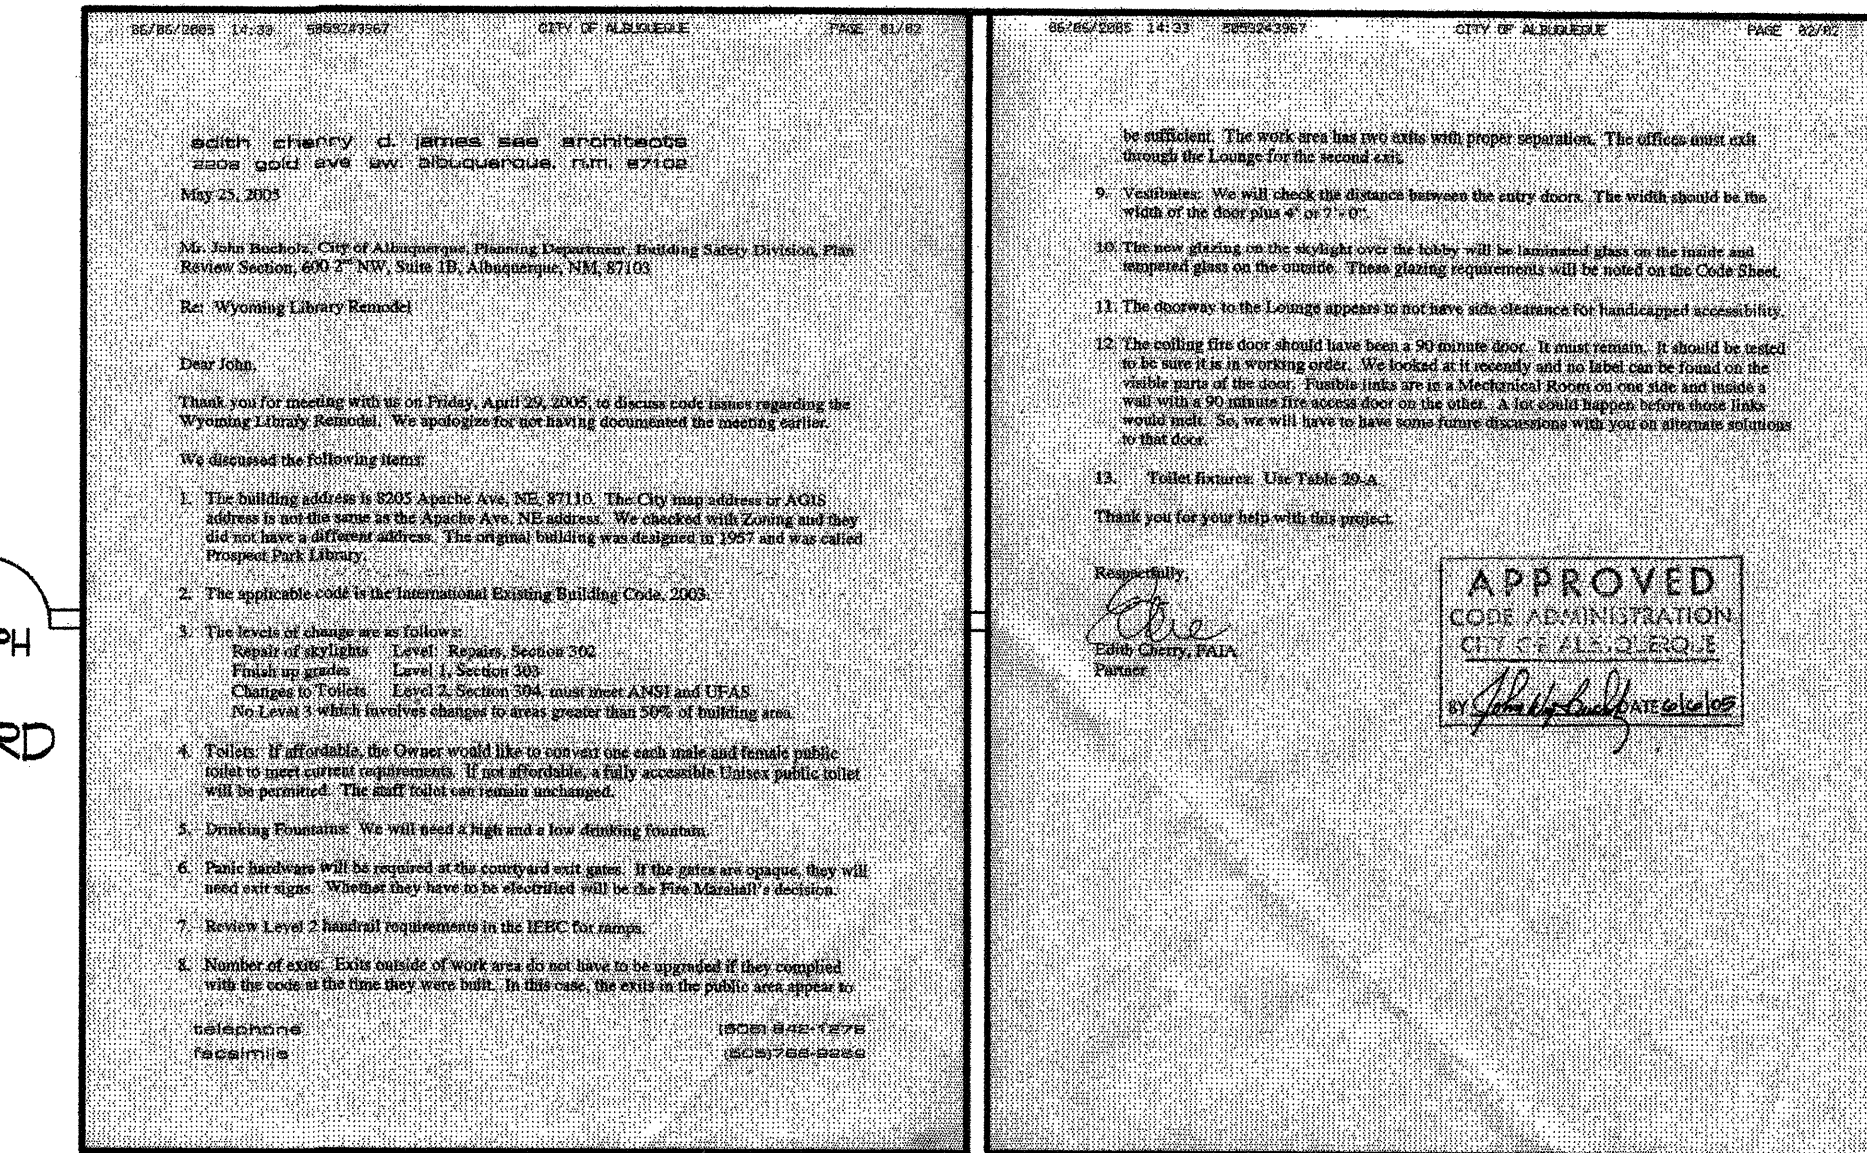 06/06/2005 14:33 5053243967 CITY OF ALBUQUERQUE PAGE 01/02
edith cherry d. james see architects
2208 gold ave sw. albuquerque, n.m. 87102
May 25, 2005
Mr. John Bucholz, City of Albuquerque, Planning Department, Building Safety Division, Plan
Review Section, 600 2nd NW, Suite 1B, Albuquerque, NM, 87103
Re: Wyoming Library Remodel
Dear John,
Thank you for meeting with us on Friday, April 29, 2005, to discuss code issues regarding the
Wyoming Library Remodel. We apologize for not having documented the meeting earlier.
We discussed the following items:
1. The building address is 8205 Apache Ave, NE, 87110. The City map address or AGIS
address is not the same as the Apache Ave, NE address. We checked with Zoning and they
did not have a different address. The original building was designed in 1957 and was called
Prospect Park Library.
2. The applicable code is the International Existing Building Code, 2003.
3. The levels of change are as follows:
Repair of skylights Level: Repairs, Section 302
Finish up grades Level 1, Section 303
Changes to Toilets Level 2, Section 304, must meet ANSI and UFAS
No Level 3 which involves changes to areas greater than 50% of building area.
4. Toilets: If affordable, the Owner would like to convert one each male and female public
toilet to meet current requirements. If not affordable, a fully accessible Unisex public toilet
will be permitted. The staff toilet can remain unchanged.
5. Drinking Fountains: We will need a high and a low drinking fountain.
6. Panic hardware will be required at the courtyard exit gates. If the gates are opaque, they will
need exit signs. Whether they have to be electrified will be the Fire Marshall's decision.
7. Review Level 2 handrail requirements in the IEBC for ramps.
8. Number of exits: Exits outside of work area do not have to be upgraded if they complied
with the code at the time they were built. In this case, the exits in the public area appear to
telephone (505) 842-1278
facsimile
06/06/2005 14:33 5053243967 CITY OF ALBUQUERQUE PAGE 02/02
be sufficient. The work area has two exits with proper separation. The offices must exit
through the Lounge for the second exit.
9. Vestibules: We will check the distance between the entry doors. The width should be the
width of the door plus 4" or 7'-0".
10. The new glazing on the skylight over the lobby will be laminated glass on the inside and
tempered glass on the outside. These glazing requirements will be noted on the Code Sheet.
11. The doorway to the Lounge appears to not have side clearance for handicapped accessibility.
12. The coiling fire door should have been a 90 minute door. It must remain. It should be tested
to be sure it is in working order. We looked at it recently and no label can be found on the
visible parts of the door. Fusible links are in a Mechanical Room on one side and inside a
wall with a 90 minute fire access door on the other. A lot could happen before those links
would melt. So, we will have to have some future discussions with you on alternate solutions
to that door.
13. Toilet fixtures: Use Table 29-A.
Thank you for your help with this project.
Respectfully,
Edith Cherry, FAIA
Partner
APPROVED
CODE ADMINISTRATION
CITY OF ALBUQUERQUE
BY DATE 6/6/05
PH
RD